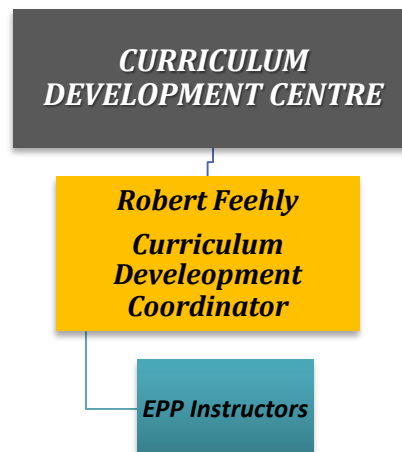 CURRICULUM
DEVELOPMENT CENTRE
Robert Feehly
Curriculum
Develeopment
Coordinator
EPP Instructors